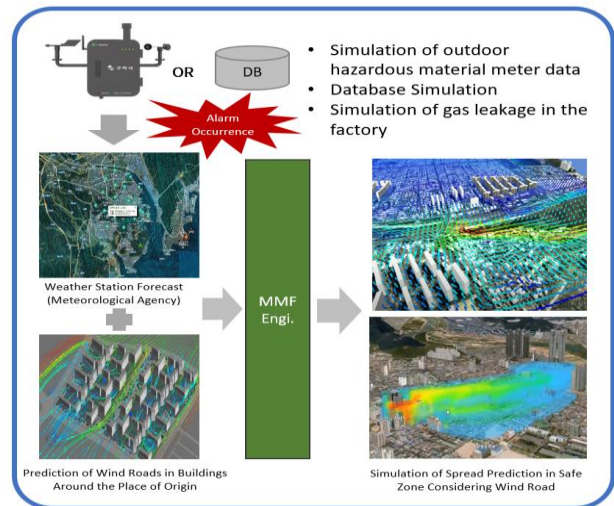 OR
DB
• Simulation of outdoor
hazardous material meter data
• Database Simulation
• Simulation of gas leakage in the
factory
Alarm
Occurrence
Weather Station Forecast
(Meteorological Agency)
MMF
Engi.
Prediction of Wind Roads in Buildings
Around the Place of Origin
Simulation of Spread Prediction in Safe
Zone Considering Wind Road